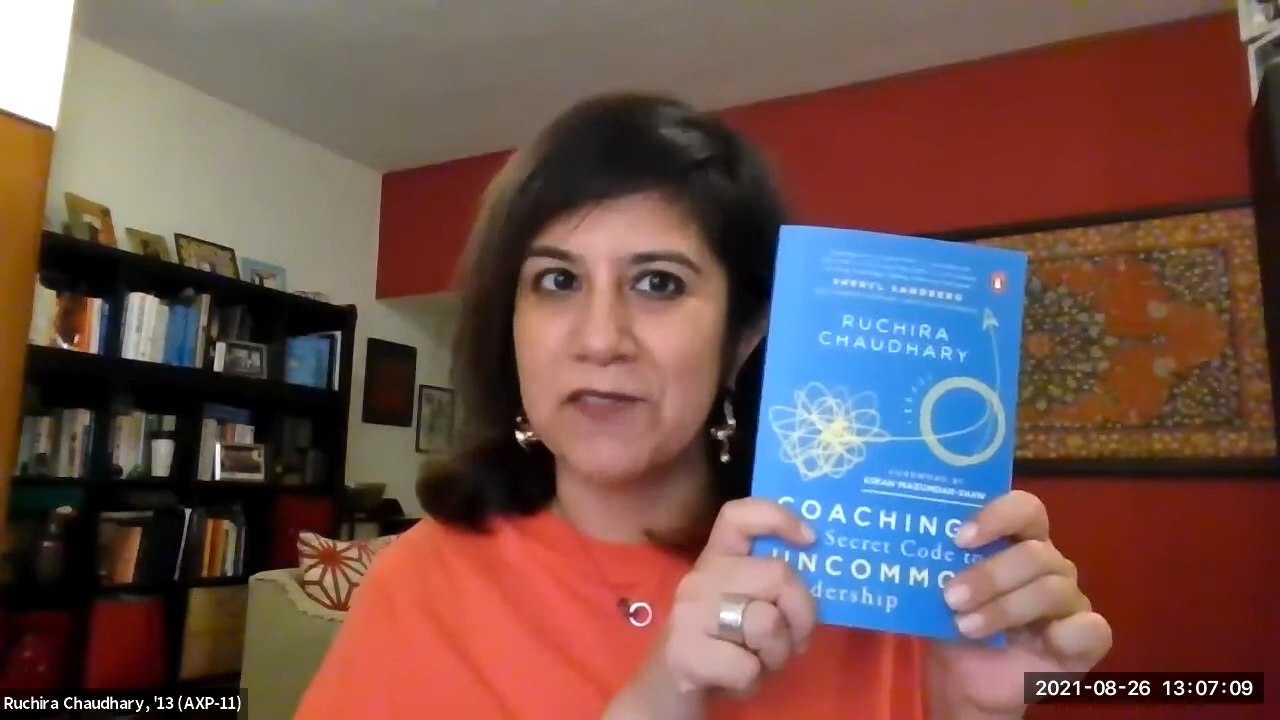 SHERYL SANDBERG
RUCHIRA
CHAUDHARY
FOREWORD BY
KIRAN MAZUMDAR-SHAW
COACHING
Secret Code to
UNCOMMO
dership
Ruchira Chaudhary, '13 (AXP-11)
2021-08-26 13:07:09